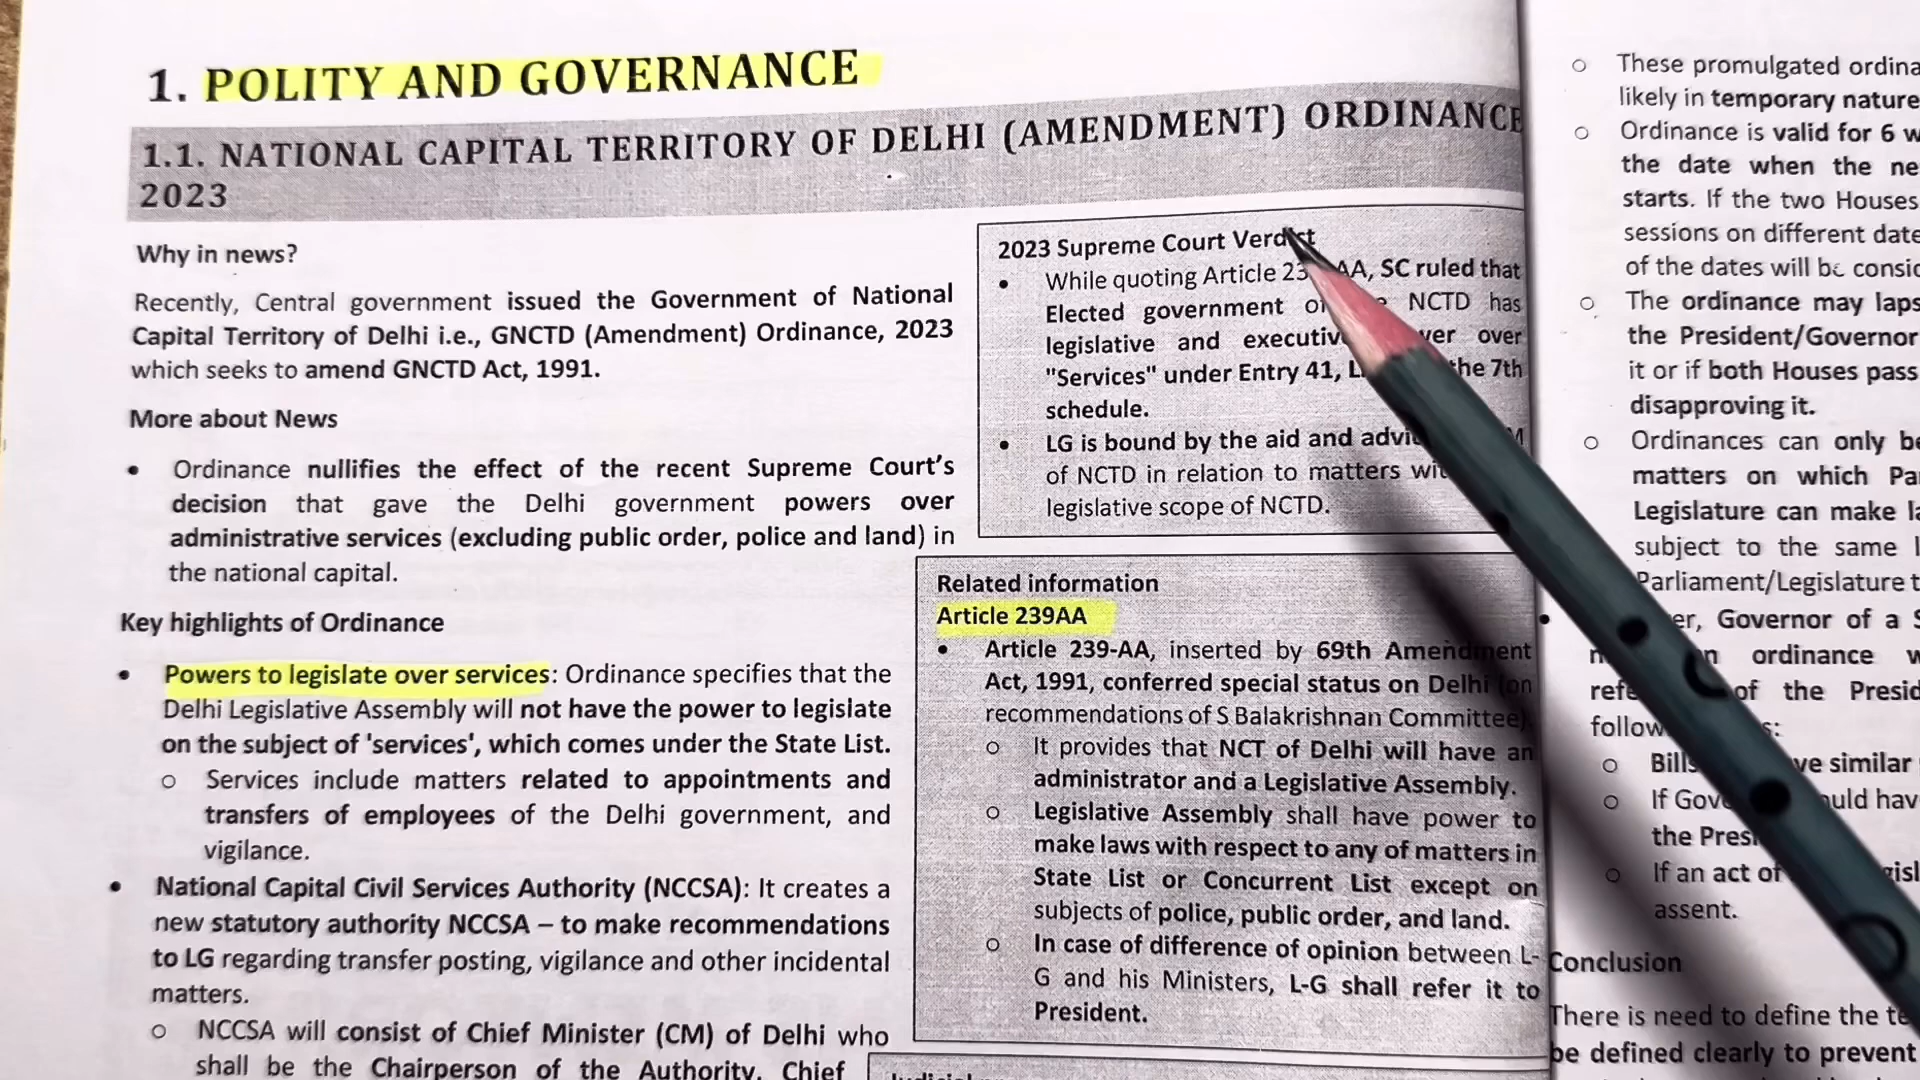 1. POLITY AND GOVERNANCE
1.1. NATIONAL CAPITAL TERRITORY OF DELHI (AMENDMENT) ORDINANCE
2023
Why in news?
Recently, Central government issued the Government of National
Capital Territory of Delhi i.e., GNCTD (Amendment) Ordinance, 2023
which seeks to amend GNCTD Act, 1991.
More about News
• Ordinance nullifies the effect of the recent Supreme Court's
decision that gave the Delhi government powers over
administrative services (excluding public order, police and land) in
the national capital.
Key highlights of Ordinance
• Powers to legislate over services: Ordinance specifies that the
Delhi Legislative Assembly will not have the power to legislate
on the subject of 'services', which comes under the State List.
o Services include matters related to appointments and
transfers of employees of the Delhi government, and
vigilance.
• National Capital Civil Services Authority (NCCSA): It creates a
new statutory authority NCCSA – to make recommendations
to LG regarding transfer posting, vigilance and other incidental
matters.
o NCCSA will consist of Chief Minister (CM) of Delhi who
shall be the Chairperson of the Authority, Chief
2023 Supreme Court Verdict
• While quoting Article SC ruled that
Elected government NCTD has
legislative and over
"Services" under Entry 41, the 7th
schedule.
• LG is bound by the aid and
of NCTD in relation to matters
legislative scope of NCTD.
Related information
Article 239AA
• Article 239-AA, inserted by 69th Amendment
Act, 1991, conferred special status on Delhi (on
recommendations of S Balakrishnan Committee).
o It provides that NCT of Delhi will have an
administrator and a Legislative Assembly.
o Legislative Assembly shall have power to
make laws with respect to any of matters in
State List or Concurrent List except on
subjects of police, public order, and land.
o In case of difference of opinion between L-
G and his Ministers, L-G shall refer it to
President.
o These promulgated
likely in temporary nature
o Ordinance is valid for 6
the date when the
starts. If the two Houses
sessions on different
of the dates will be
o The ordinance may
the President/Governor
it or if both Houses pass
disapproving it.
o Ordinances can only
matters on which
Legislature can make
subject to the same
Parliament/Legislature
Governor of a
ordinance
of the
o similar
o If
the
o If an act of
assent.
Conclusion
There is need to define the
be defined clearly to prevent